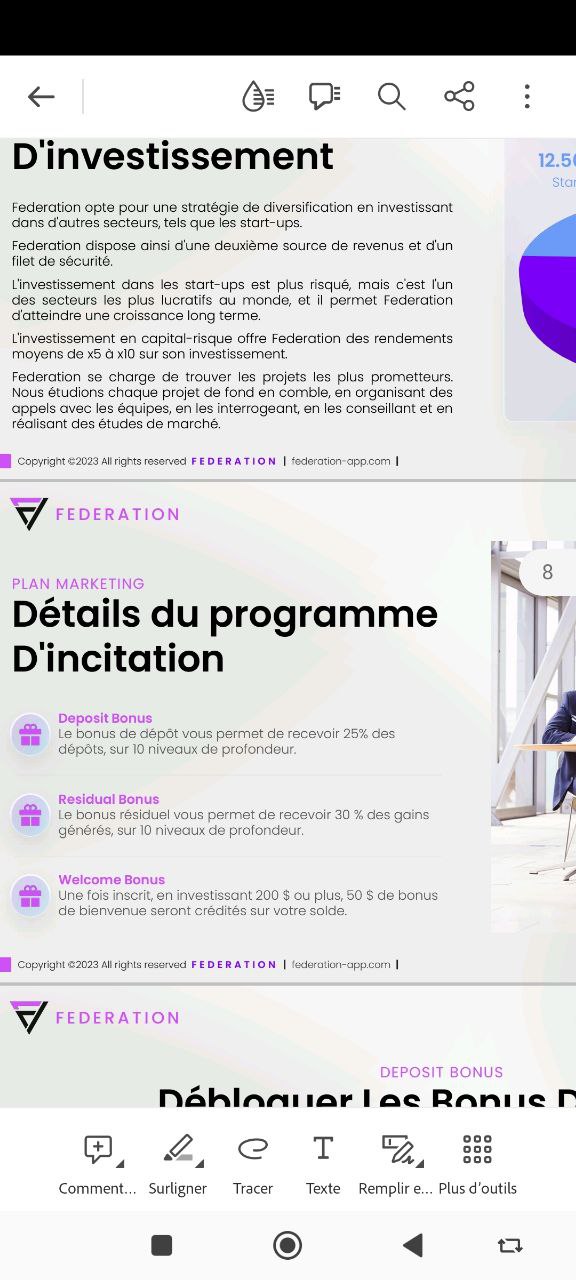 D'investissement
12.5
Federation opte pour une stratégie de diversification en investissant
dans d'autres secteurs, tels que les start-ups.
Federation dispose ainsi d'une deuxième source de revenus et d'un
filet de sécurité.
L'investissement dans les start-ups est plus risqué, mais c'est l'un
des secteurs les plus lucratifs au monde, et il permet Federation
d'atteindre une croissance long terme.
L'investissement en capital-risque offre Federation des rendements
moyens de x5 à x10 sur son investissement.
Federation se charge de trouver les projets les plus prometteurs.
Nous étudions chaque projet de fond en comble, en organisant des
appels avec les équipes, en les interrogeant, en les conseillant et en
réalisant des études de marché.
Copyright ©2023 All rights reserved FEDERATION | federation-app.com |
FEDERATION
8
PLAN MARKETING
Détails du programme
D'incitation
Deposit Bonus
Le bonus de dépôt vous permet de recevoir 25% des
dépôts, sur 10 niveaux de profondeur.
Residual Bonus
Le bonus résiduel vous permet de recevoir 30 % des gains
générés, sur 10 niveaux de profondeur.
Welcome Bonus
Une fois inscrit, en investissant 200 $ ou plus, 50 $ de bonus
de bienvenue seront crédités sur votre solde.
Copyright ©2023 All rights reserved FEDERATION | federation-app.com |
FEDERATION
DEPOSIT BONUS
Débloquer Les Bonus D
Comment... Surligner Tracer Texte Remplir e... Plus d'outils